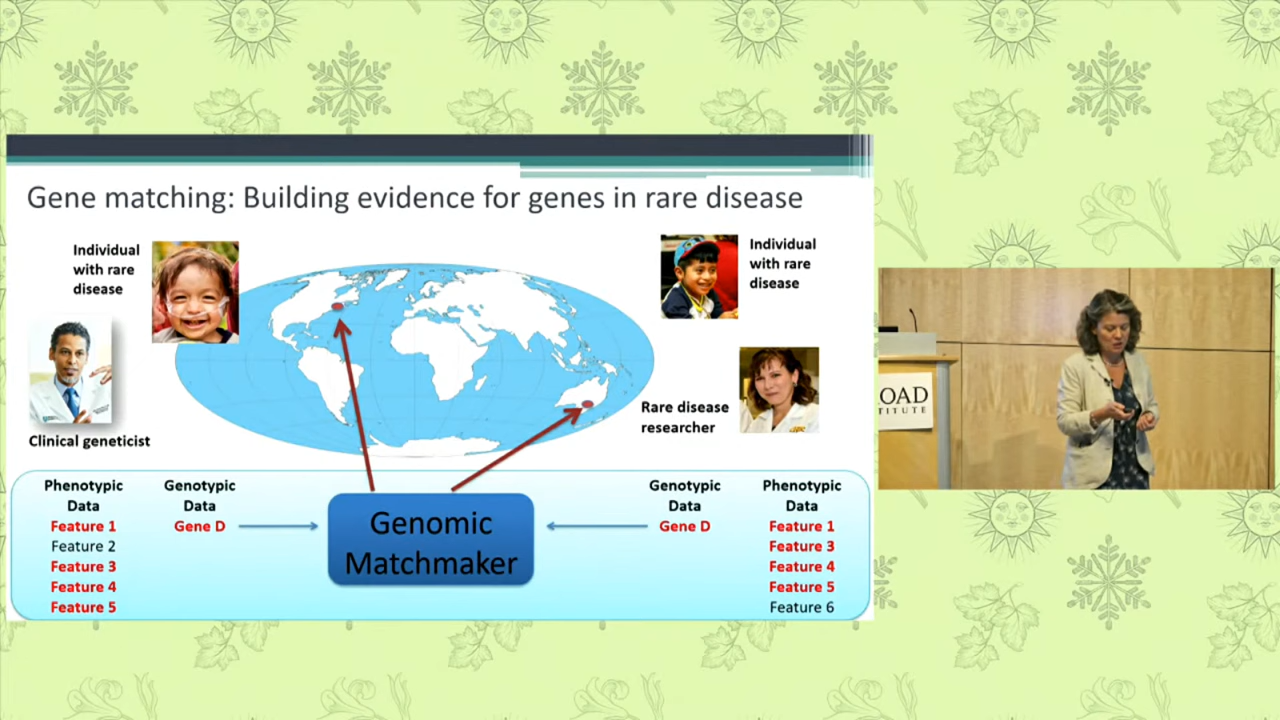 Gene matching: Building evidence for genes in rare disease
Individual
with rare
disease
Individual
with rare
disease
Clinical geneticist
Rare disease
researcher
Phenotypic
Data
Feature 1
Feature 2
Feature 3
Feature 4
Feature 5
Genotypic
Data
Gene D
Genomic
Matchmaker
Genotypic
Data
Gene D
Phenotypic
Data
Feature 1
Feature 3
Feature 4
Feature 5
Feature 6
OAD
TITUTE